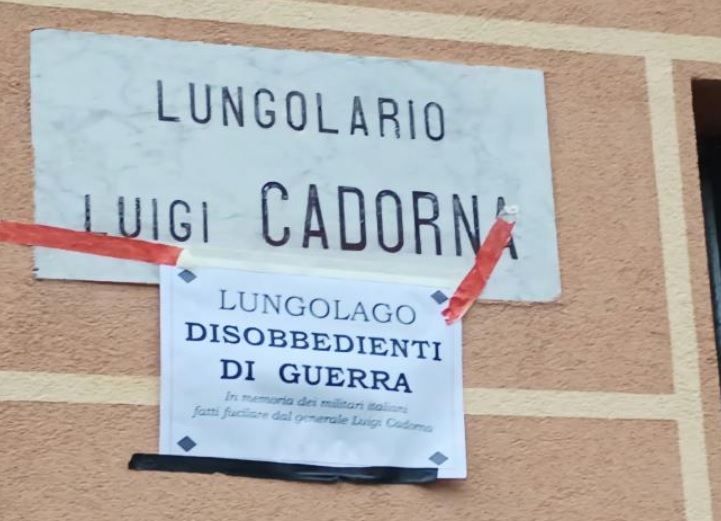 LUNGOLARIO
LUIGI CADORNA
LUNGOLAGO
DISOBBEDIENTI
DI GUERRA
In memoria dei militari italiani
fatti fucilare dal generale Luigi Cadorna